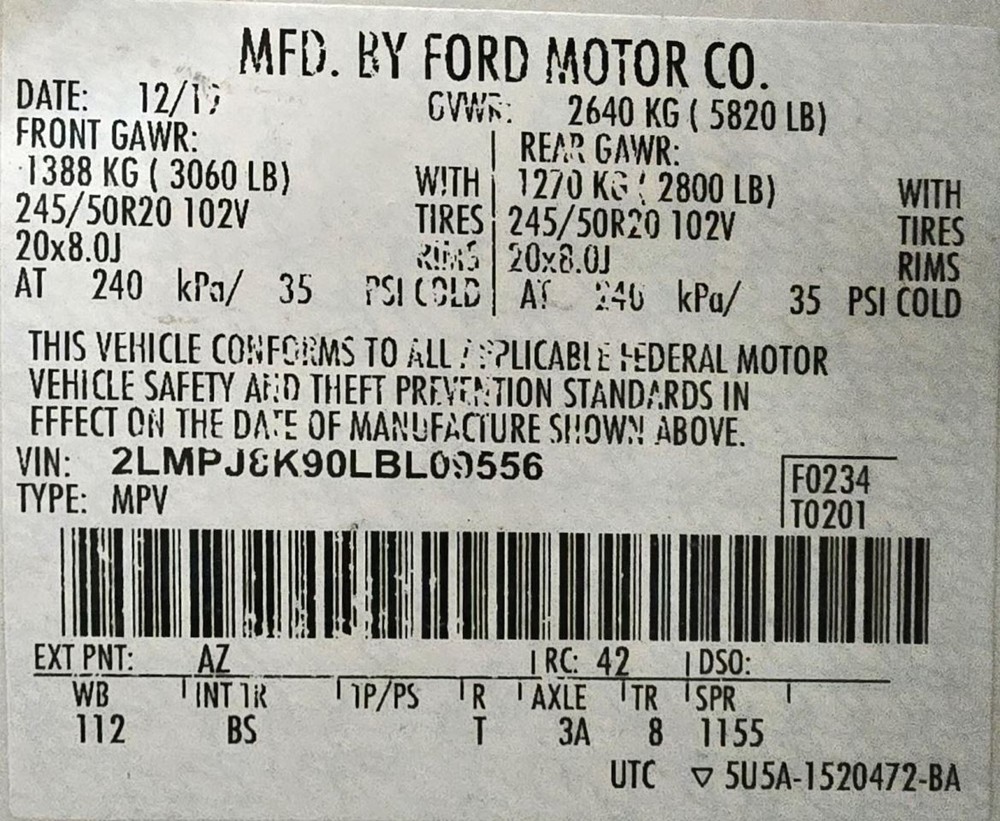 MFD. BY FORD MOTOR CO.
DATE: 12/19 GVWR: 2640 KG ( 5820 LB)
FRONT GAWR: REAR GAWR:
1388 KG ( 3060 LB) WITH 1270 KG ( 2800 LB) WITH
245/50R20 102V TIRES 245/50R20 102V TIRES
20x8.0J RIMS 20x8.0J RIMS
AT 240 kPa/ 35 PSI COLD AT 240 kPa/ 35 PSI COLD
THIS VEHICLE CONFORMS TO ALL APPLICABLE FEDERAL MOTOR
VEHICLE SAFETY AND THEFT PREVENTION STANDARDS IN
EFFECT ON THE DATE OF MANUFACTURE SHOWN ABOVE.
VIN: 2LMPJ8K90LBL09556
F0234
TYPE: MPV
T0201
EXT PNT: AZ RC: 42 DSO:
WB INT TR TP/PS R AXLE TR SPR
112 BS T 3A 8 1155
UTC ▽ 5U5A-1520472-BA